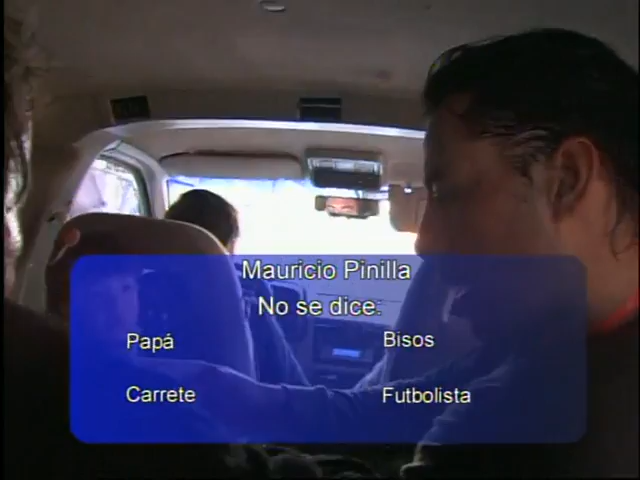 Mauricio Pinilla
No se dice:
Papá
Bisos
Carrete
Futbolista